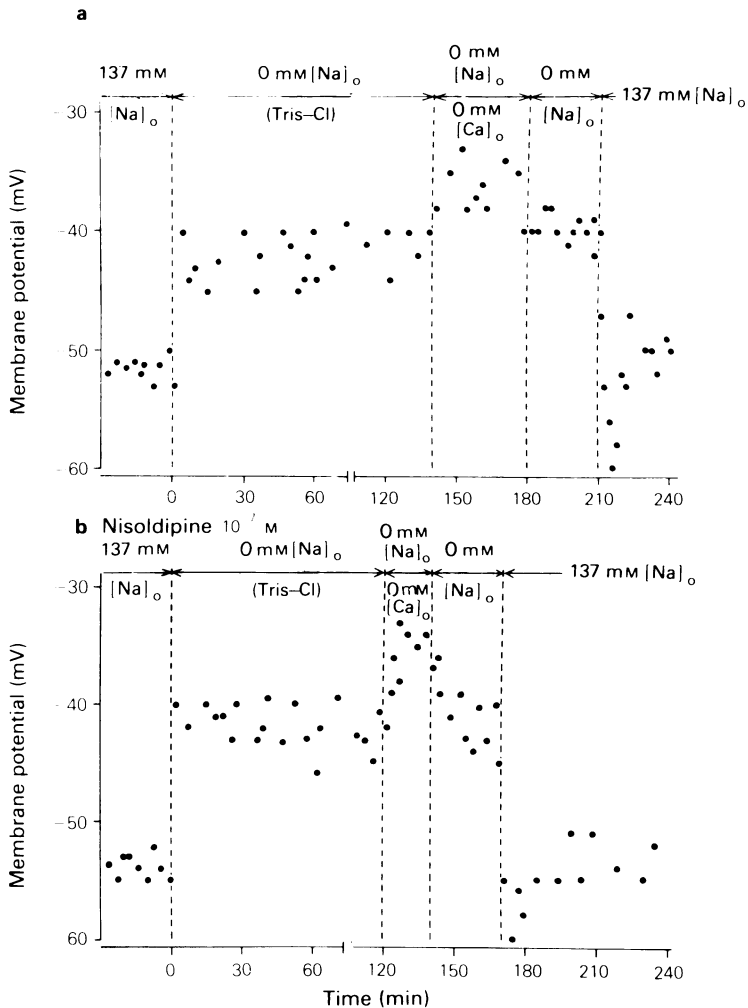 a
0 mM
137 mM 0 mM [Na]o [Na]o 0 mM
137 mM [Na]o
[Na]o (Tris–Cl) 0 mM [Na]o
[Ca]o
Membrane potential (mV)
-30
-40
50
60
0 30 60 120 150 180 210 240
b Nisoldipine 10 7 M
0 mM
137 mM 0 mM [Na]o [Na]o 0 mM
137 mM [Na]o
[Na]o (Tris–Cl) 0 mM [Na]o
[Ca]o
Membrane potential (mV)
-30
-40
-50
60
0 30 60 120 150 180 210 240
Time (min)